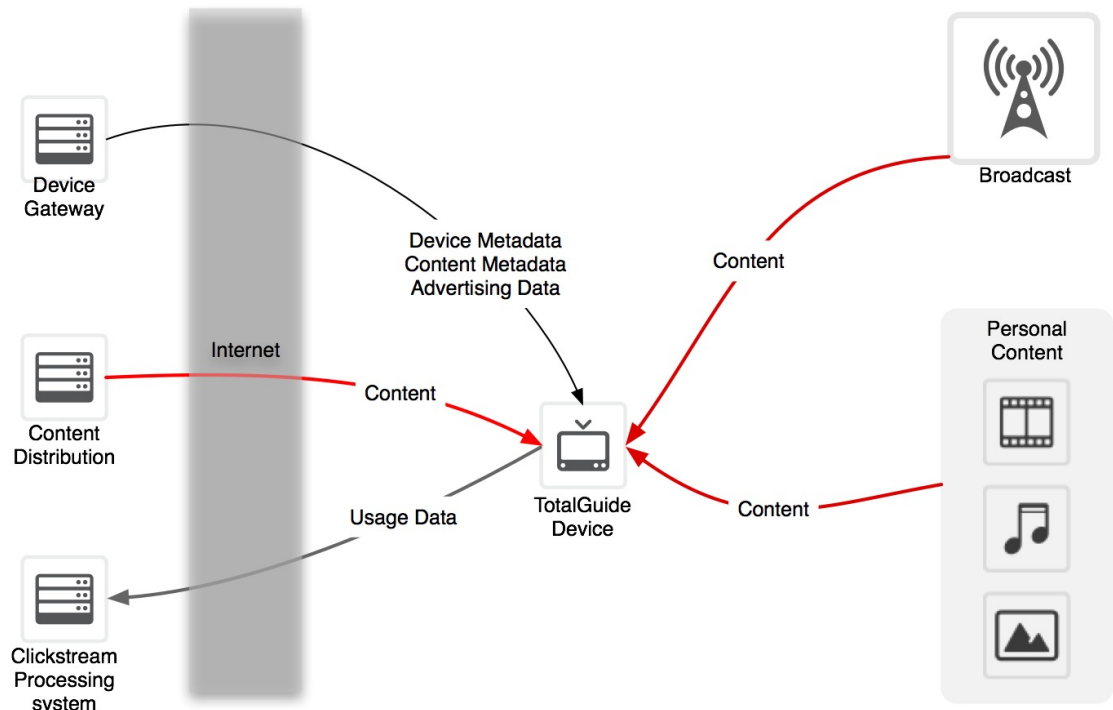 Device
Gateway
Device Metadata
Content Metadata
Advertising Data
Broadcast
Content
Internet
Content
Content
Distribution
TotalGuide
Device
Personal
Content
Content
Usage Data
Clickstream
Processing
system